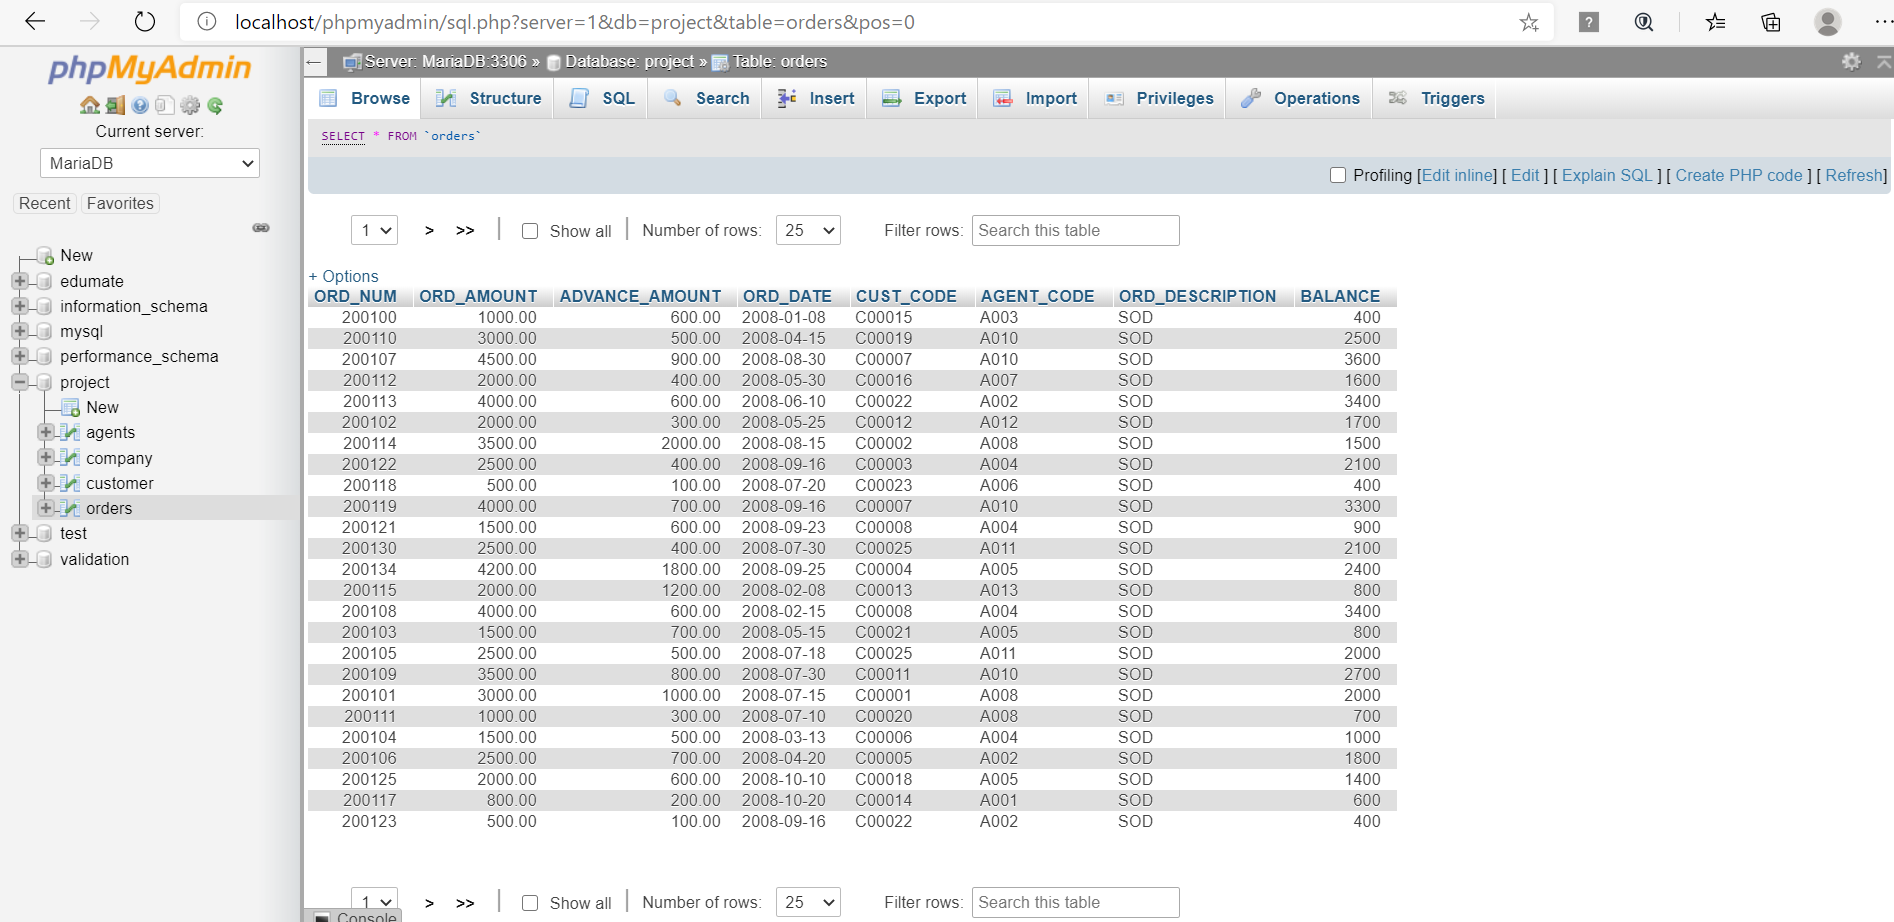 localhost/phpmyadmin/sql.php?server=1&db=project&table=orders&pos=0
phpMyAdmin
Current server:
MariaDB
Recent Favorites
New
edumate
information_schema
mysql
performance_schema
project
New
agents
company
customer
orders
test
validation
Server: MariaDB:3306 » Database: project » Table: orders
Browse Structure SQL Search Insert Export Import Privileges Operations Triggers
SELECT * FROM `orders`
Profiling [Edit inline] [ Edit ] [ Explain SQL ] [ Create PHP code ] [ Refresh]
1 > >> | Show all | Number of rows: 25 Filter rows: Search this table
+ Options
ORD_NUM ORD_AMOUNT ADVANCE_AMOUNT ORD_DATE CUST_CODE AGENT_CODE ORD_DESCRIPTION BALANCE
200100 1000.00 600.00 2008-01-08 C00015 A003 SOD 400
200110 3000.00 500.00 2008-04-15 C00019 A010 SOD 2500
200107 4500.00 900.00 2008-08-30 C00007 A010 SOD 3600
200112 2000.00 400.00 2008-05-30 C00016 A007 SOD 1600
200113 4000.00 600.00 2008-06-10 C00022 A002 SOD 3400
200102 2000.00 300.00 2008-05-25 C00012 A012 SOD 1700
200114 3500.00 2000.00 2008-08-15 C00002 A008 SOD 1500
200122 2500.00 400.00 2008-09-16 C00003 A004 SOD 2100
200118 500.00 100.00 2008-07-20 C00023 A006 SOD 400
200119 4000.00 700.00 2008-09-16 C00007 A010 SOD 3300
200121 1500.00 600.00 2008-09-23 C00008 A004 SOD 900
200130 2500.00 400.00 2008-07-30 C00025 A011 SOD 2100
200134 4200.00 1800.00 2008-09-25 C00004 A005 SOD 2400
200115 2000.00 1200.00 2008-02-08 C00013 A013 SOD 800
200108 4000.00 600.00 2008-02-15 C00008 A004 SOD 3400
200103 1500.00 700.00 2008-05-15 C00021 A005 SOD 800
200105 2500.00 500.00 2008-07-18 C00025 A011 SOD 2000
200109 3500.00 800.00 2008-07-30 C00011 A010 SOD 2700
200101 3000.00 1000.00 2008-07-15 C00001 A008 SOD 2000
200111 1000.00 300.00 2008-07-10 C00020 A008 SOD 700
200104 1500.00 500.00 2008-03-13 C00006 A004 SOD 1000
200106 2500.00 700.00 2008-04-20 C00005 A002 SOD 1800
200125 2000.00 600.00 2008-10-10 C00018 A005 SOD 1400
200117 800.00 200.00 2008-10-20 C00014 A001 SOD 600
200123 500.00 100.00 2008-09-16 C00022 A002 SOD 400
1 > >> | Show all | Number of rows: 25 Filter rows: Search this table
Console